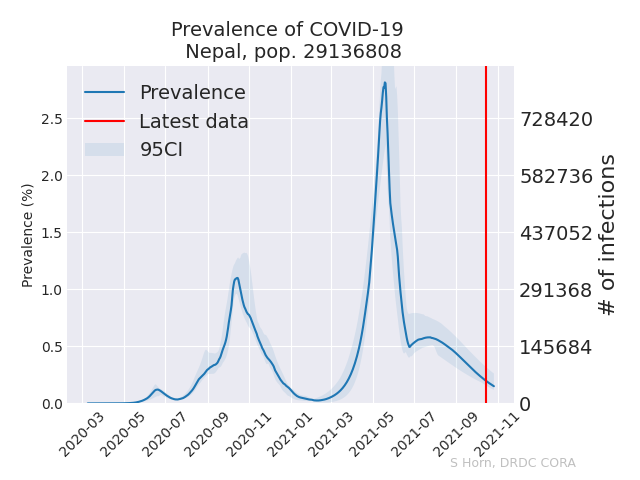 Prevalence of COVID-19
Nepal, pop. 29136808
Prevalence
Latest data
95CI
Prevalence (%)
2.5
2.0
1.5
1.0
0.5
0.0
728420
582736
437052
291368
145684
0
# of infections
2020-03
2020-05
2020-07
2020-09
2020-11
2021-01
2021-03
2021-05
2021-07
2021-09
2021-11
S Horn, DRDC CORA